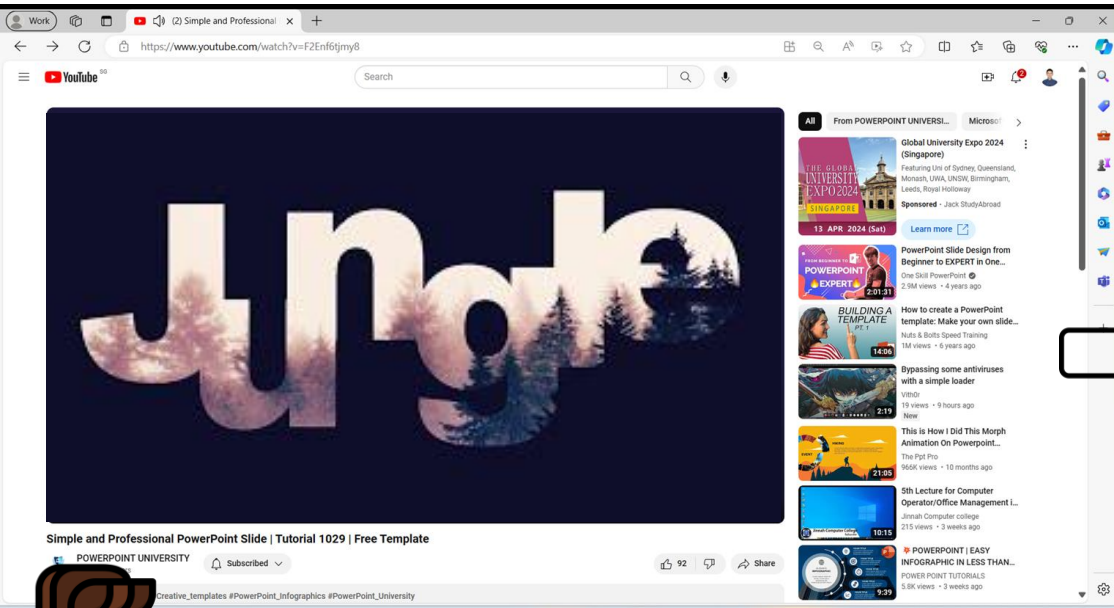 Work
(2) Simple and Professional
https://www.youtube.com/watch?v=F2Enf6tjmy8
YouTube SG
Search
2
Jungle
Simple and Professional PowerPoint Slide | Tutorial 1029 | Free Template
POWERPOINT UNIVERSITY
Subscribed
92
Share
Creative_templates #PowerPoint_Infographics #PowerPoint_University
All
From POWERPOINT UNIVERSI...
Microsof
THE GLOBAL
UNIVERSITY
EXPO 2024
SINGAPORE
13 APR 2024 (Sat)
Global University Expo 2024
(Singapore)
Featuring Uni of Sydney, Queensland,
Monash, UWA, UNSW, Birmingham,
Leeds, Royal Holloway
Sponsored · Jack StudyAbroad
Learn more
FROM BEGINNER TO
POWERPOINT
EXPERT
2:01:31
PowerPoint Slide Design from
Beginner to EXPERT in One...
One Skill PowerPoint
2.9M views • 4 years ago
BUILDING A
TEMPLATE
PT. 1
14:06
How to create a PowerPoint
template: Make your own slide...
Nuts & Bolts Speed Training
1M views • 6 years ago
2:19
Bypassing some antiviruses
with a simple loader
Vith0r
19 views • 9 hours ago
New
21:05
This is How I Did This Morph
Animation On Powerpoint...
The Ppt Pro
966K views • 10 months ago
Jinnah Computer College
10:15
5th Lecture for Computer
Operator/Office Management i...
Jinnah Computer college
215 views • 3 weeks ago
9:39
POWERPOINT | EASY
INFOGRAPHIC IN LESS THAN...
POWER POINT TUTORIALS
5.8K views • 3 weeks ago